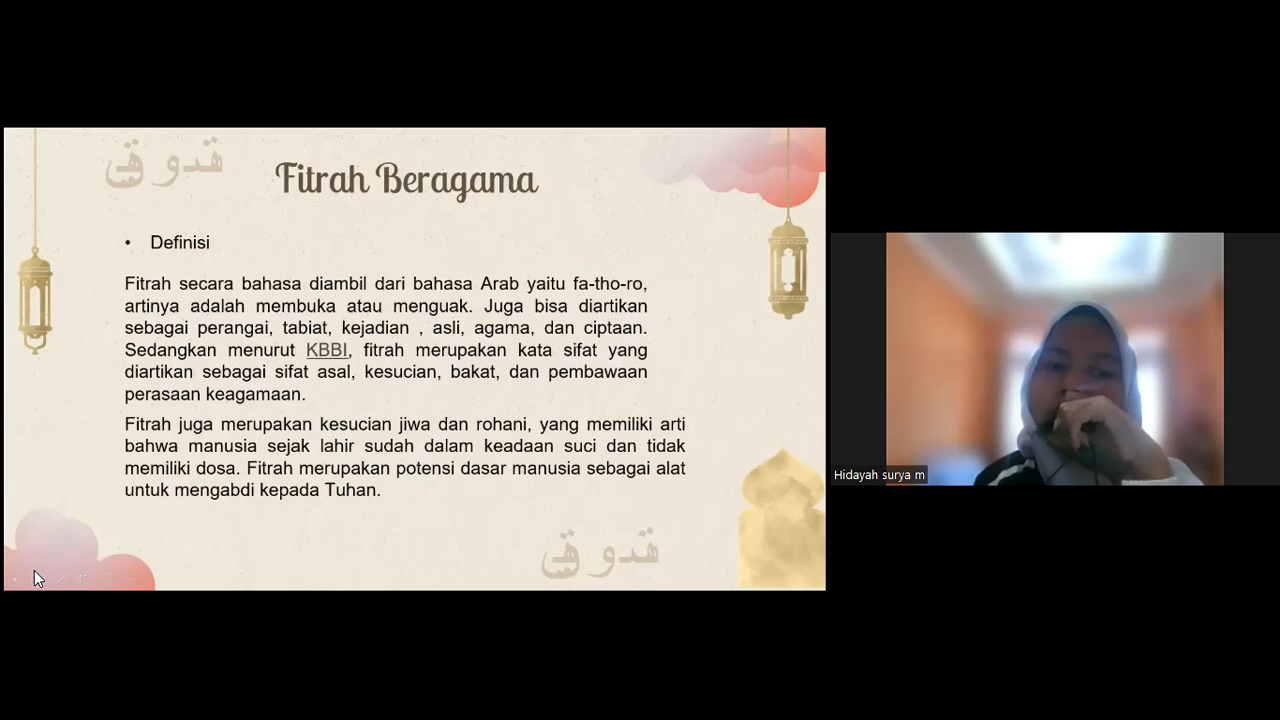 Fitrah Beragama
• Definisi
Fitrah secara bahasa diambil dari bahasa Arab yaitu fa-tho-ro,
artinya adalah membuka atau menguak. Juga bisa diartikan
sebagai perangai, tabiat, kejadian , asli, agama, dan ciptaan.
Sedangkan menurut KBBI, fitrah merupakan kata sifat yang
diartikan sebagai sifat asal, kesucian, bakat, dan pembawaan
perasaan keagamaan.
Fitrah juga merupakan kesucian jiwa dan rohani, yang memiliki arti
bahwa manusia sejak lahir sudah dalam keadaan suci dan tidak
memiliki dosa. Fitrah merupakan potensi dasar manusia sebagai alat
untuk mengabdi kepada Tuhan.
Hidayah surya m